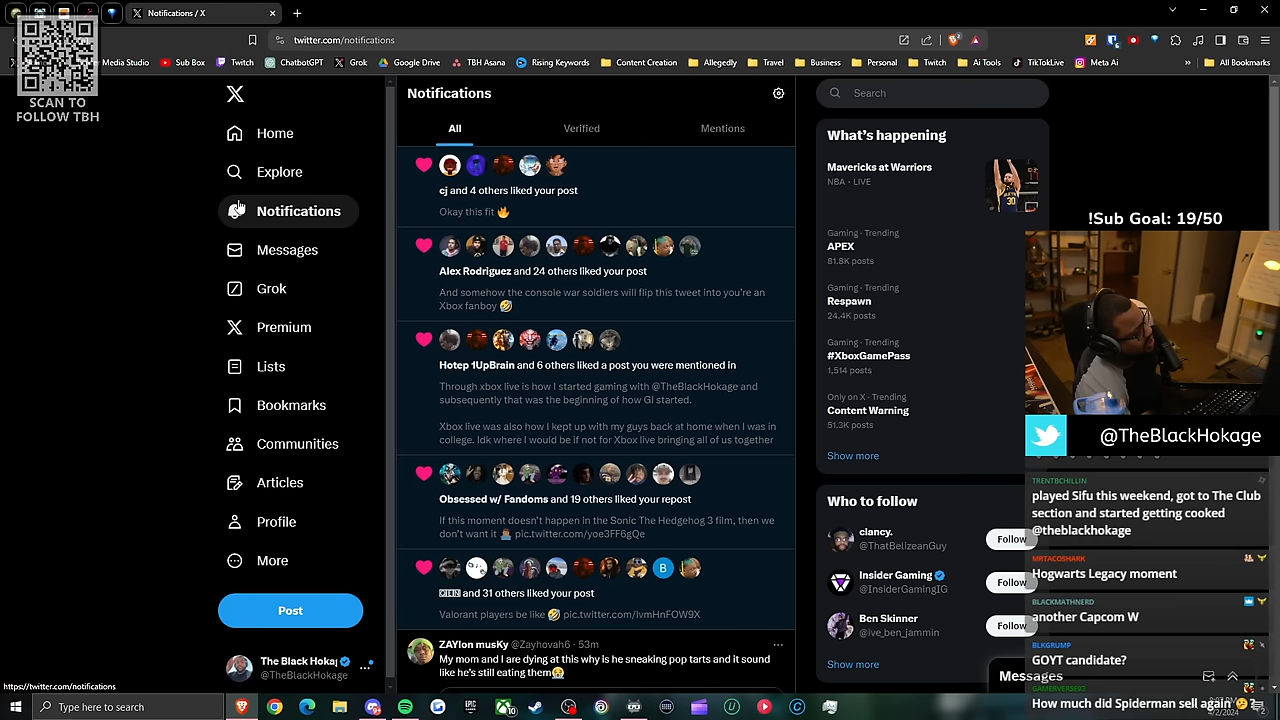 Notifications / X
twitter.com/notifications
6
Media Studio
Sub Box
Twitch
ChatbotGPT
Grok
Google Drive
TBH Asana
Rising Keywords
Content Creation
Allegedly
Travel
Business
Personal
Twitch
Ai Tools
TikTokLive
Meta Ai
»
All Bookmarks
SCAN TO
FOLLOW TBH
Home
Explore
Notifications
Messages
Grok
Premium
Lists
Bookmarks
Communities
Articles
Profile
More
Post
The Black Hokag
@TheBlackHokage
https://twitter.com/notifications
Notifications
All
Verified
Mentions
cj and 4 others liked your post
Okay this fit 🔥
Alex Rodriguez and 24 others liked your post
And somehow the console war soldiers will flip this tweet into you're an
Xbox fanboy 🤣
Hotep 1UpBrain and 6 others liked a post you were mentioned in
Through xbox live is how I started gaming with @TheBlackHokage and
subsequently that was the beginning of how GI started.
Xbox live was also how I kept up with my guys back at home when I was in
college. Idk where I would be if not for Xbox live bringing all of us together
Obsessed w/ Fandoms and 19 others liked your repost
If this moment doesn't happen in the Sonic The Hedgehog 3 film, then we
don't want it pic.twitter.com/yoe3FF6gQe
B
and 31 others liked your post
Valorant players be like 🤣 pic.twitter.com/IvmHnFOW9X
ZAYIon musKy @Zayhovah6 · 53m
My mom and I are dying at this why is he sneaking pop tarts and it sound
like he's still eating them😭
Search
What's happening
Mavericks at Warriors
NBA · LIVE
30
Gaming · Trending
APEX
81.8K posts
Gaming · Trending
Respawn
24.4K posts
Gaming · Trending
#XboxGamePass
1,514 posts
Only on X · Trending
Content Warning
51.3K posts
Show more
Who to follow
clancy.
@ThatBelizeanGuy
Follow
Insider Gaming
@InsiderGamingIG
Follow
Ben Skinner
@ive_ben_jammin
Follow
Show more
Messages
!Sub Goal: 19/50
@TheBlackHokage
TRENTBCHILLIN
played Sifu this weekend, got to The Club
section and started getting cooked
@theblackhokage
MRTACOSHARK
Hogwarts Legacy moment
BLACKMATHNERD
another Capcom W
BLKGRUMP
GOYT candidate?
GAMERVERSE93
How much did Spiderman sell again 🤔
Type here to search
4/2/2024